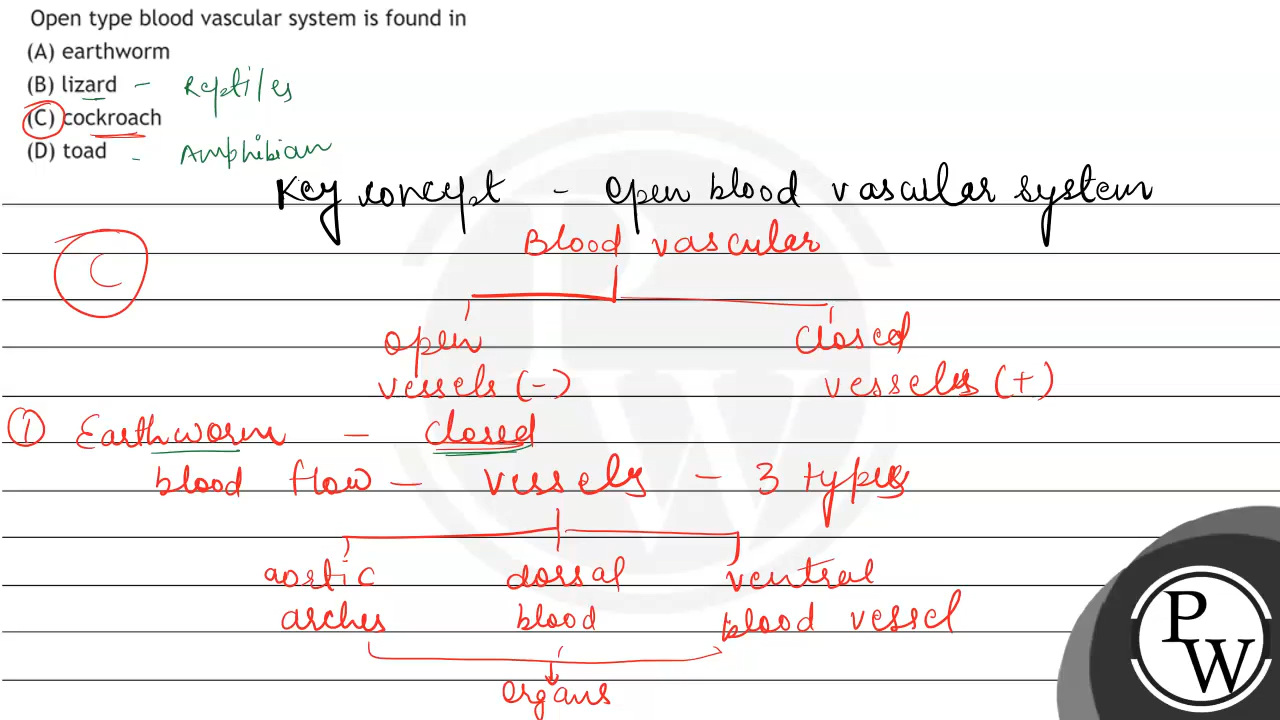 Open type blood vascular system is found in
(A) earthworm
(B) lizard - Reptiles
(C) cockroach
(D) toad - Amphibian
Key concept - open blood vascular system
C
Blood vascular
open closed
vessels (-) vessels (+)
① Earthworm - closed
blood flow - vessels - 3 types
aortic dorsal ventral
arches blood blood vessel
organs
PW
PW